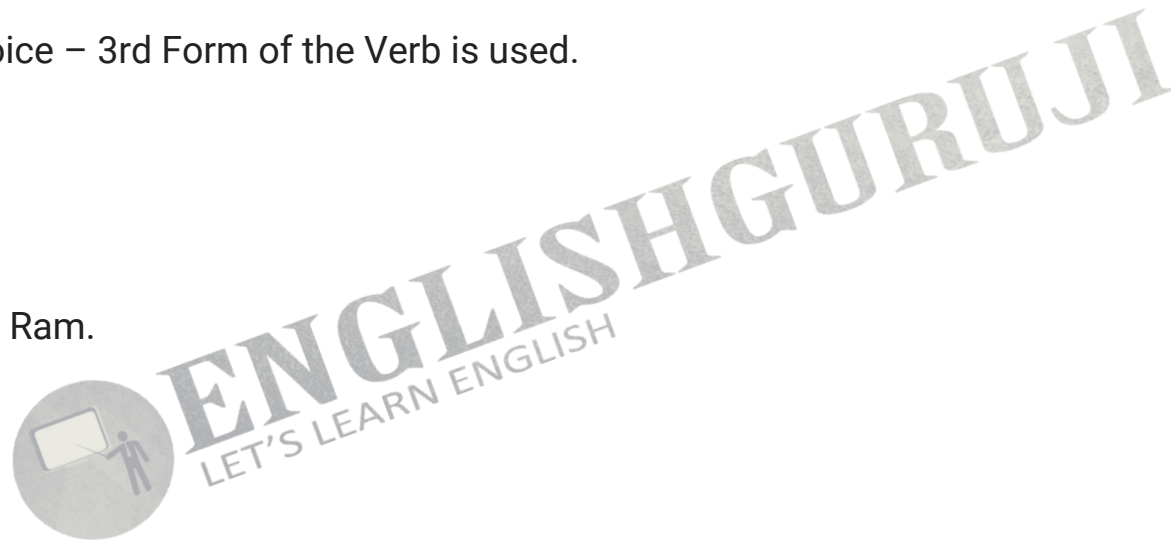 oice – 3rd Form of the Verb is used.
Ram.
ENGLISHGURUJI
LET'S LEARN ENGLISH